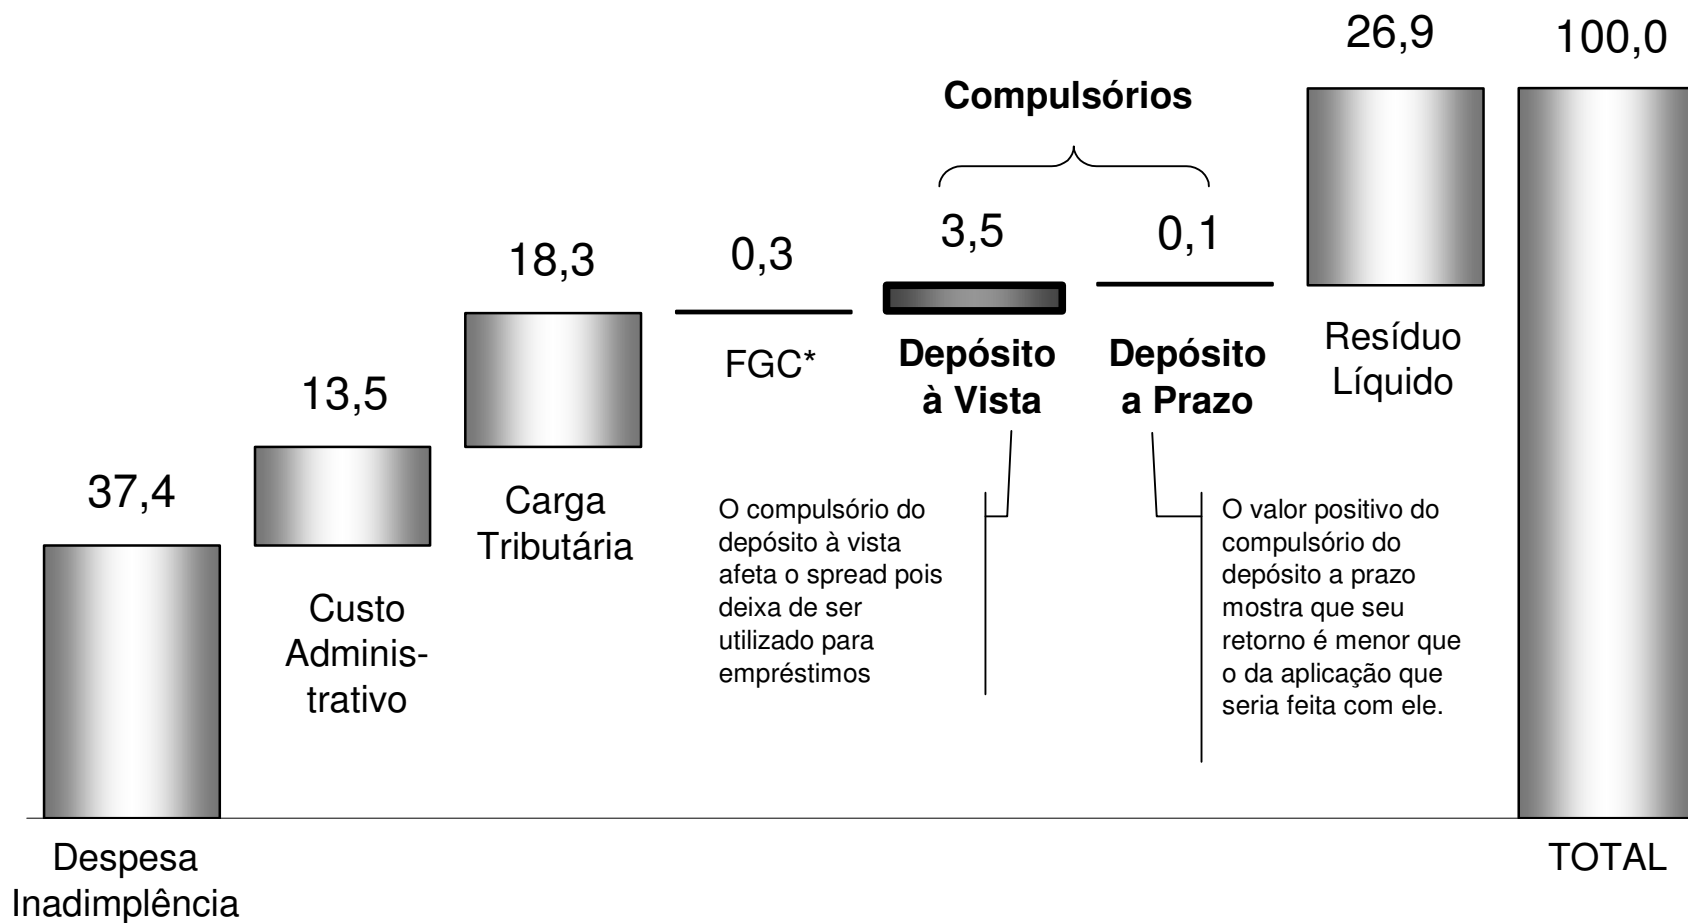 37,4
Despesa
Inadimplência
13,5
Custo
Adminis-
trativo
18,3
Carga
Tributária
0,3
FGC*
Compulsórios
3,5
Depósito
à Vista
O compulsório do
depósito à vista
afeta o spread pois
deixa de ser
utilizado para
empréstimos
0,1
Depósito
a Prazo
O valor positivo do
compulsório do
depósito a prazo
mostra que seu
retorno é menor que
o da aplicação que
seria feita com ele.
26,9
Resíduo
Líquido
100,0
TOTAL